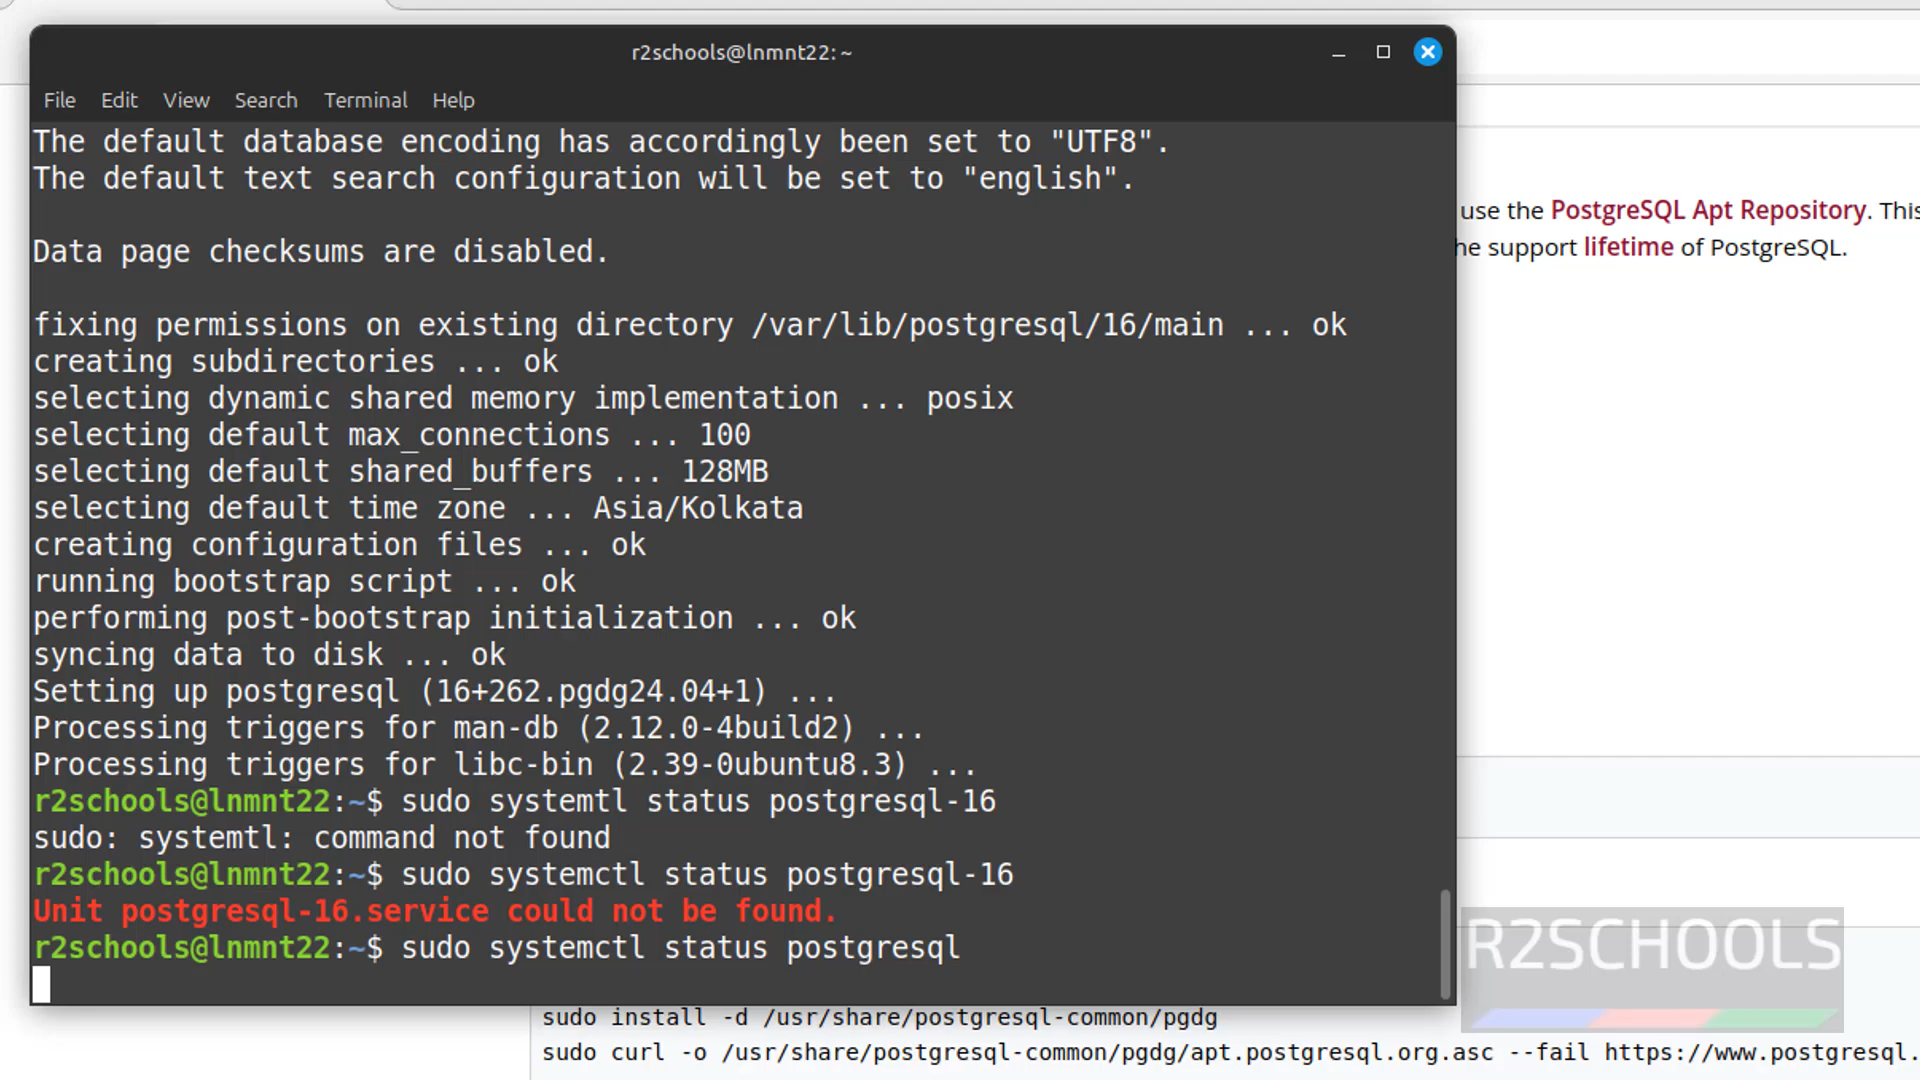 r2schools@lnmnt22: ~
File Edit View Search Terminal Help
The default database encoding has accordingly been set to "UTF8".
The default text search configuration will be set to "english".
Data page checksums are disabled.
fixing permissions on existing directory /var/lib/postgresql/16/main ... ok
creating subdirectories ... ok
selecting dynamic shared memory implementation ... posix
selecting default max_connections ... 100
selecting default shared_buffers ... 128MB
selecting default time zone ... Asia/Kolkata
creating configuration files ... ok
running bootstrap script ... ok
performing post-bootstrap initialization ... ok
syncing data to disk ... ok
Setting up postgresql (16+262.pgdg24.04+1) ...
Processing triggers for man-db (2.12.0-4build2) ...
Processing triggers for libc-bin (2.39-0ubuntu8.3) ...
r2schools@lnmnt22:~$ sudo systemtl status postgresql-16
sudo: systemtl: command not found
r2schools@lnmnt22:~$ sudo systemctl status postgresql-16
Unit postgresql-16.service could not be found.
r2schools@lnmnt22:~$ sudo systemctl status postgresql
use the PostgreSQL Apt Repository. This
he support lifetime of PostgreSQL.
R2SCHOOLS
sudo install -d /usr/share/postgresql-common/pgdg
sudo curl -o /usr/share/postgresql-common/pgdg/apt.postgresql.org.asc --fail https://www.postgresql.